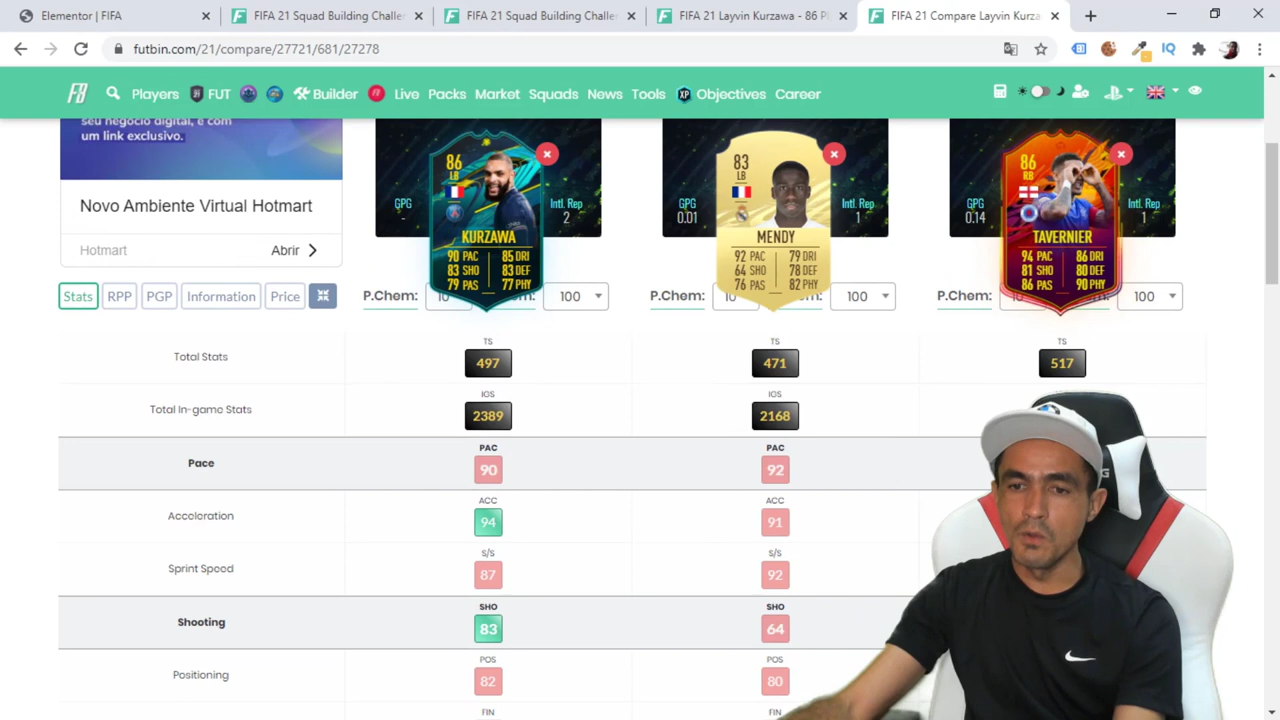 Elementor | FIFA
FIFA 21 Squad Building Challe
FIFA 21 Squad Building Challe
FIFA 21 Layvin Kurzawa - 86 P
FIFA 21 Compare Layvin Kurza
futbin.com/21/compare/27721/681/27278
Players FUT Builder Live Packs Market Squads News Tools XP Objectives Career
seu negócio digital, e com
um link exclusivo.
Novo Ambiente Virtual Hotmart
Hotmart Abrir
GPG
-
86
LB
KURZAWA
90 PAC 85 DRI
83 SHO 83 DEF
79 PAS 77 PHY
Intl. Rep
2
GPG
0.01
83
LB
MENDY
92 PAC 79 DRI
64 SHO 78 DEF
76 PAS 82 PHY
Intl. Rep
1
GPG
0.14
86
RB
TAVERNIER
94 PAC 86 DRI
81 SHO 80 DEF
86 PAS 90 PHY
Intl. Rep
1
Stats RPP PGP Information Price
P.Chem: 10 100
P.Chem: 10 100
P.Chem: 10 100
TS TS TS
Total Stats 497 471 517
IGS IGS
Total In-game Stats 2389 2168
PAC PAC
Pace 90 92
ACC ACC
Acceleration 94 91
S/S S/S
Sprint Speed 87 92
SHO SHO
Shooting 83 64
POS POS
Positioning 82 80
FIN FIN